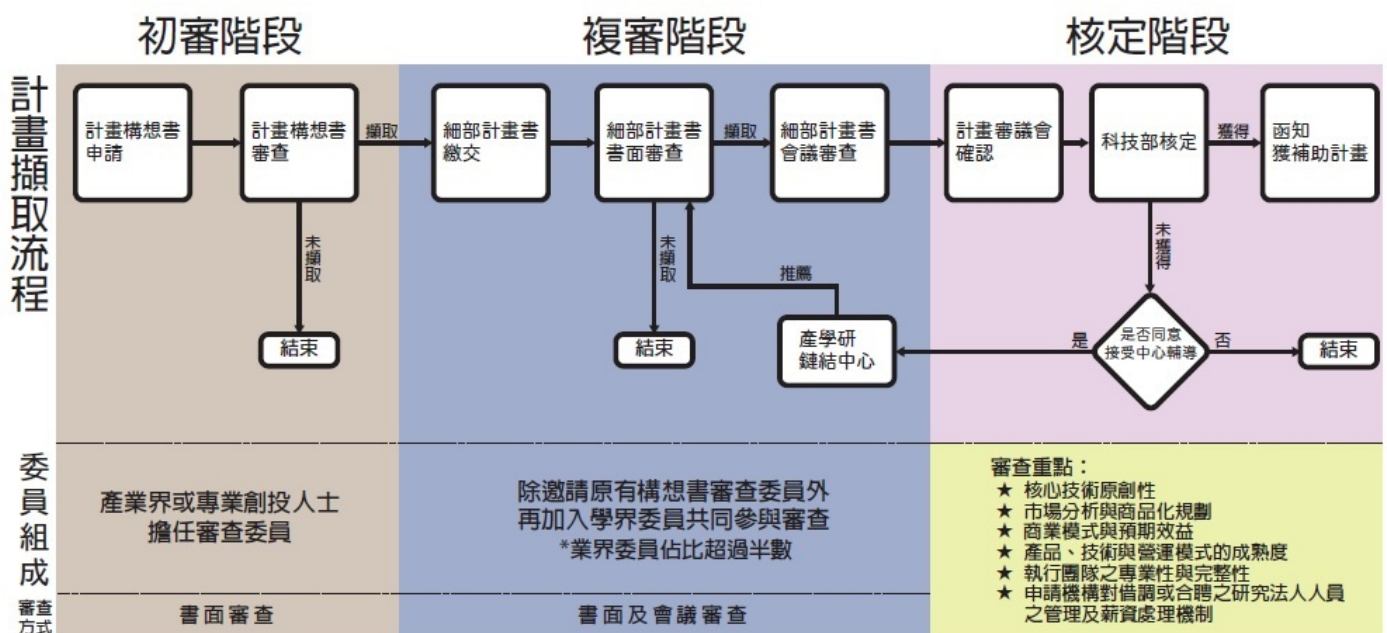 初審階段
複審階段
核定階段
計畫擷取流程
計畫構想書
申請
計畫構想書
審查
擷取
細部計畫書
繳交
細部計畫書
書面審查
擷取
細部計畫書
會議審查
計畫審議會
確認
科技部核定
獲得
函知
獲補助計畫
未擷取
未擷取
未獲得
推薦
結束
結束
產學研
鏈結中心
是
是否同意
接受中心輔導
否
結束
委員組成
產業界或專業創投人士
擔任審查委員
除邀請原有構想書審查委員外
再加入學界委員共同參與審查
*業界委員佔比超過半數
審查重點：
★ 核心技術原創性
★ 市場分析與商品化規劃
★ 商業模式與預期效益
★ 產品、技術與營運模式的成熟度
★ 執行團隊之專業性與完整性
★ 申請機構對借調或合聘之研究法人人員
之管理及薪資處理機制
審查
方式
書面審查
書面及會議審查